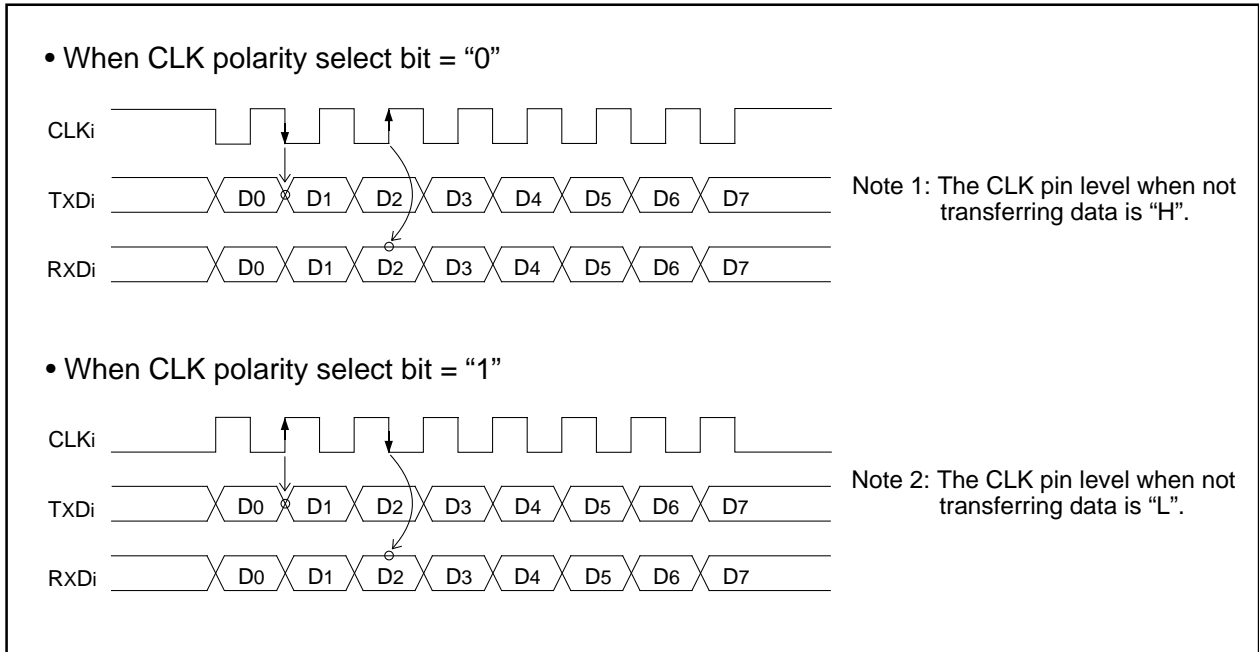 • When CLK polarity select bit = “0”
CLKi
TXDi D0 D1 D2 D3 D4 D5 D6 D7
RXDi D0 D1 D2 D3 D4 D5 D6 D7
Note 1: The CLK pin level when not
transferring data is “H”.
• When CLK polarity select bit = “1”
CLKi
TXDi D0 D1 D2 D3 D4 D5 D6 D7
RXDi D0 D1 D2 D3 D4 D5 D6 D7
Note 2: The CLK pin level when not
transferring data is “L”.